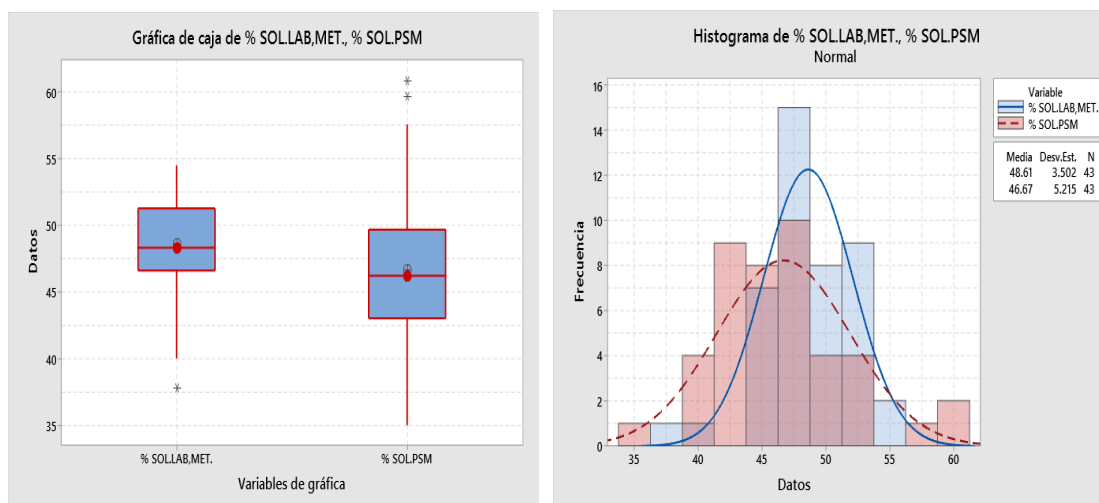 Gráfica de caja de % SOL.LAB,MET., % SOL.PSM
Datos
60
55
50
45
40
35
% SOL.LAB,MET.
% SOL.PSM
Variables de gráfica
Histograma de % SOL.LAB,MET., % SOL.PSM
Normal
Frecuencia
16
14
12
10
8
6
4
2
0
35
40
45
50
55
60
Datos
Variable
% SOL.LAB,MET.
% SOL.PSM
Media Desv.Est. N
48.61 3.502 43
46.67 5.215 43